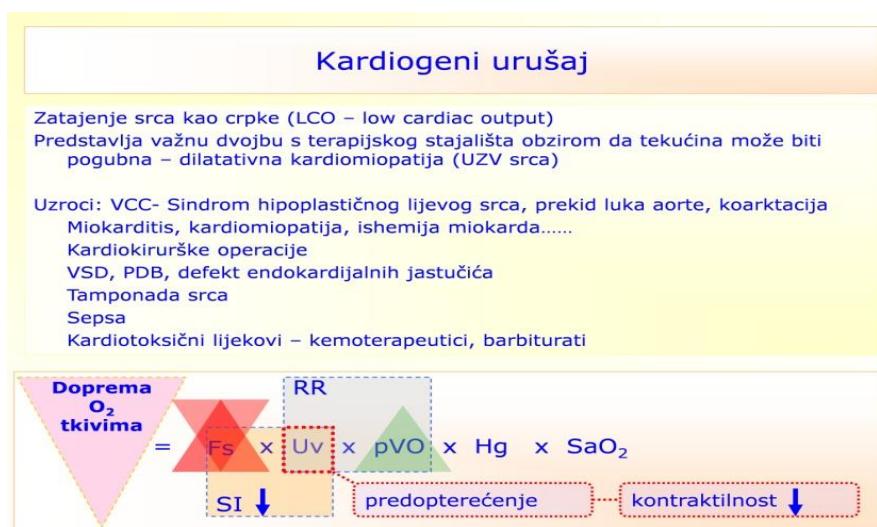 Kardiogeni urušaj
Zatajenje srca kao crpke (LCO – low cardiac output)
Predstavlja važnu dvojbu s terapijskog stajališta obzirom da tekućina može biti
pogubna – dilatativna kardiomiopatija (UZV srca)
Uzroci: VCC- Sindrom hipoplastičnog lijevog srca, prekid luka aorte, koarktacija
Miokarditis, kardiomiopatija, ishemija miokarda......
Kardiokirurške operacije
VSD, PDB, defekt endokardijalnih jastučića
Tamponada srca
Sepsa
Kardiotoksični lijekovi – kemoterapeutici, barbiturati
Doprema
O₂
tkivima
RR
= Fs x Uv x pVO x Hg x SaO₂
SI ↓
predopterećenje
kontraktilnost ↓